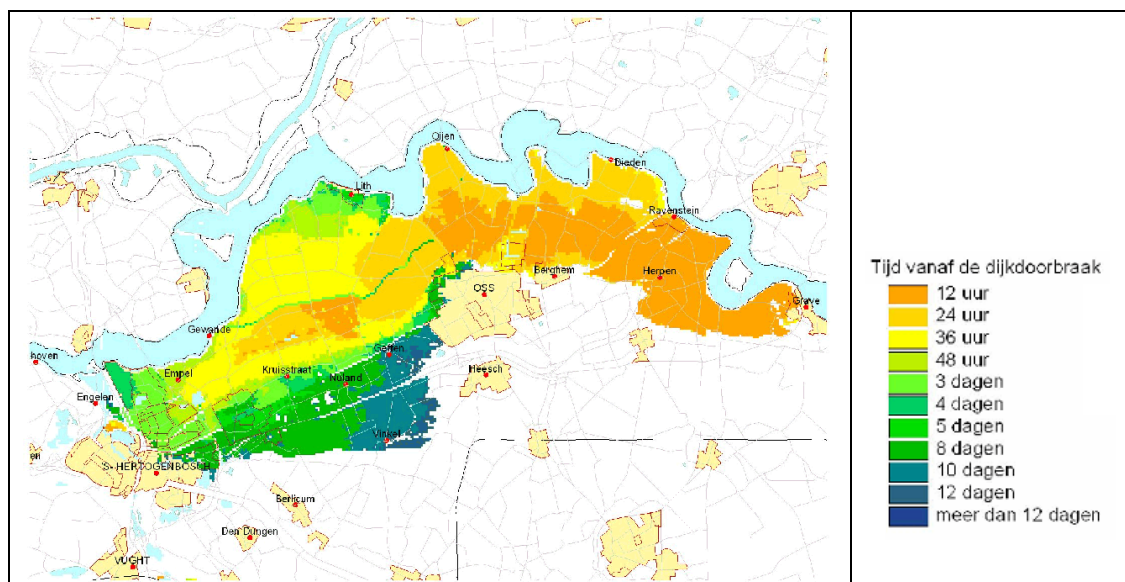 Oijen
Dieden
Lith
Ravenstein
Berghem
Herpen
OSS
Grave
Gewande
hoven
Geffen
Empel
Kruisstraat
Nuland
Heesch
Engelen
Vinkel
'S-HERTOGENBOSCH
en
Berlicum
Den Dungen
VUGHT
Tijd vanaf de dijkdoorbraak
12 uur
24 uur
36 uur
48 uur
3 dagen
4 dagen
5 dagen
8 dagen
10 dagen
12 dagen
meer dan 12 dagen